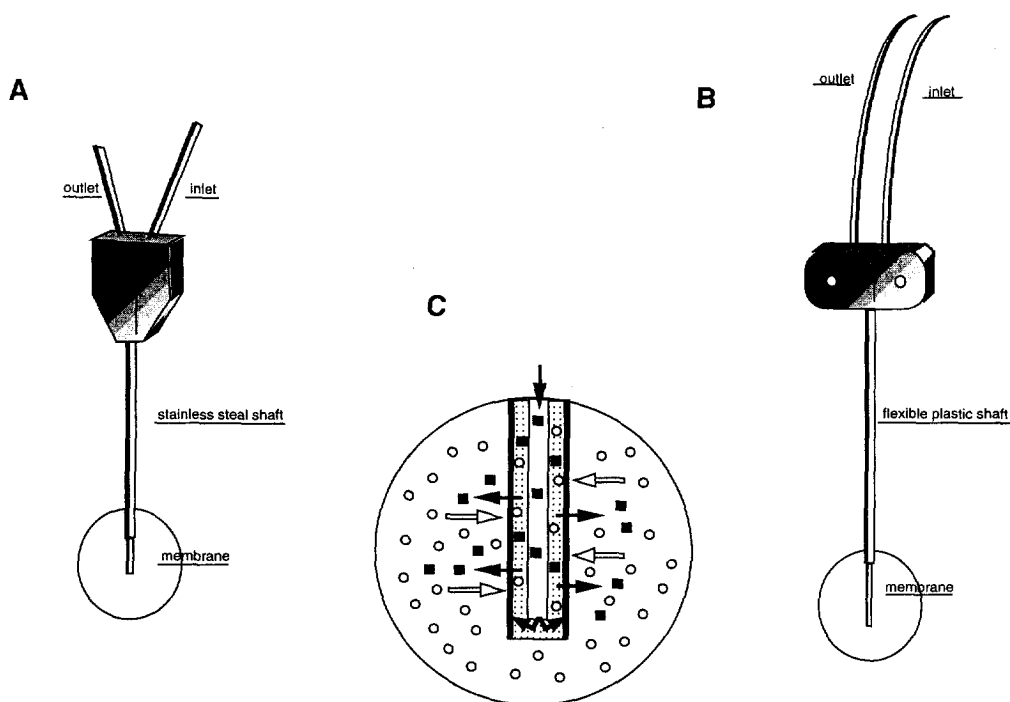 A
outlet
inlet
stainless steal shaft
membrane
B
outlet
inlet
flexible plastic shaft
membrane
C